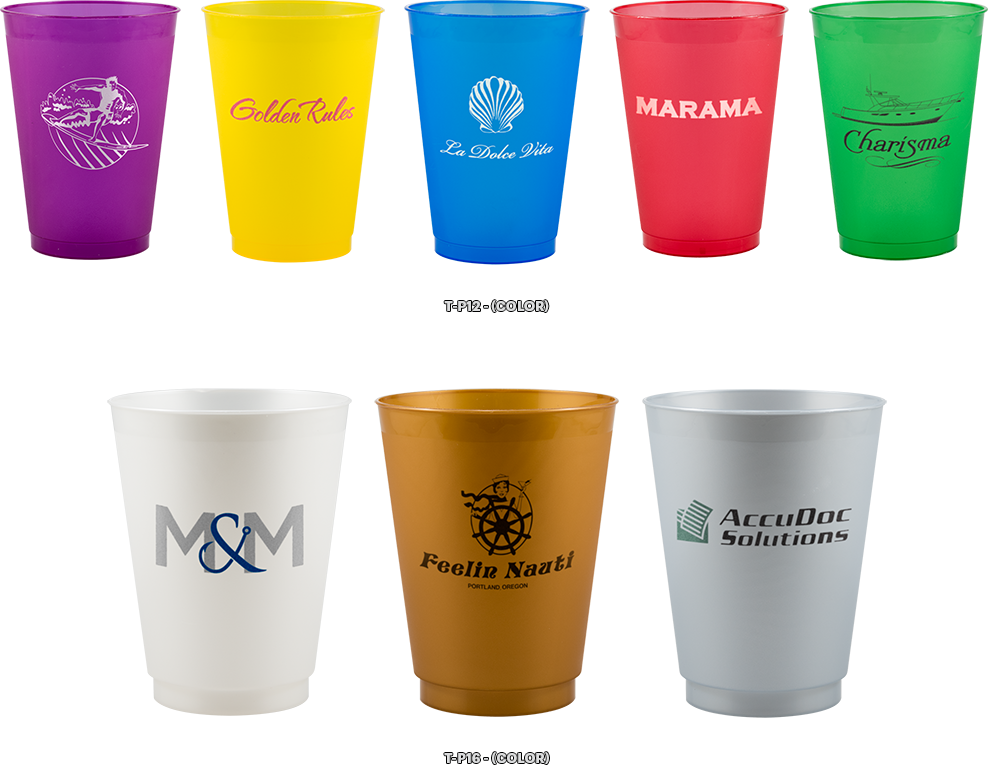 Golden Rules
La Dolce Vita
MARAMA
Charisma
T-P12 - (COLOR)
M&M
Feelin Nauti
PORTLAND, OREGON
AccuDoc
Solutions
T-P16 - (COLOR)